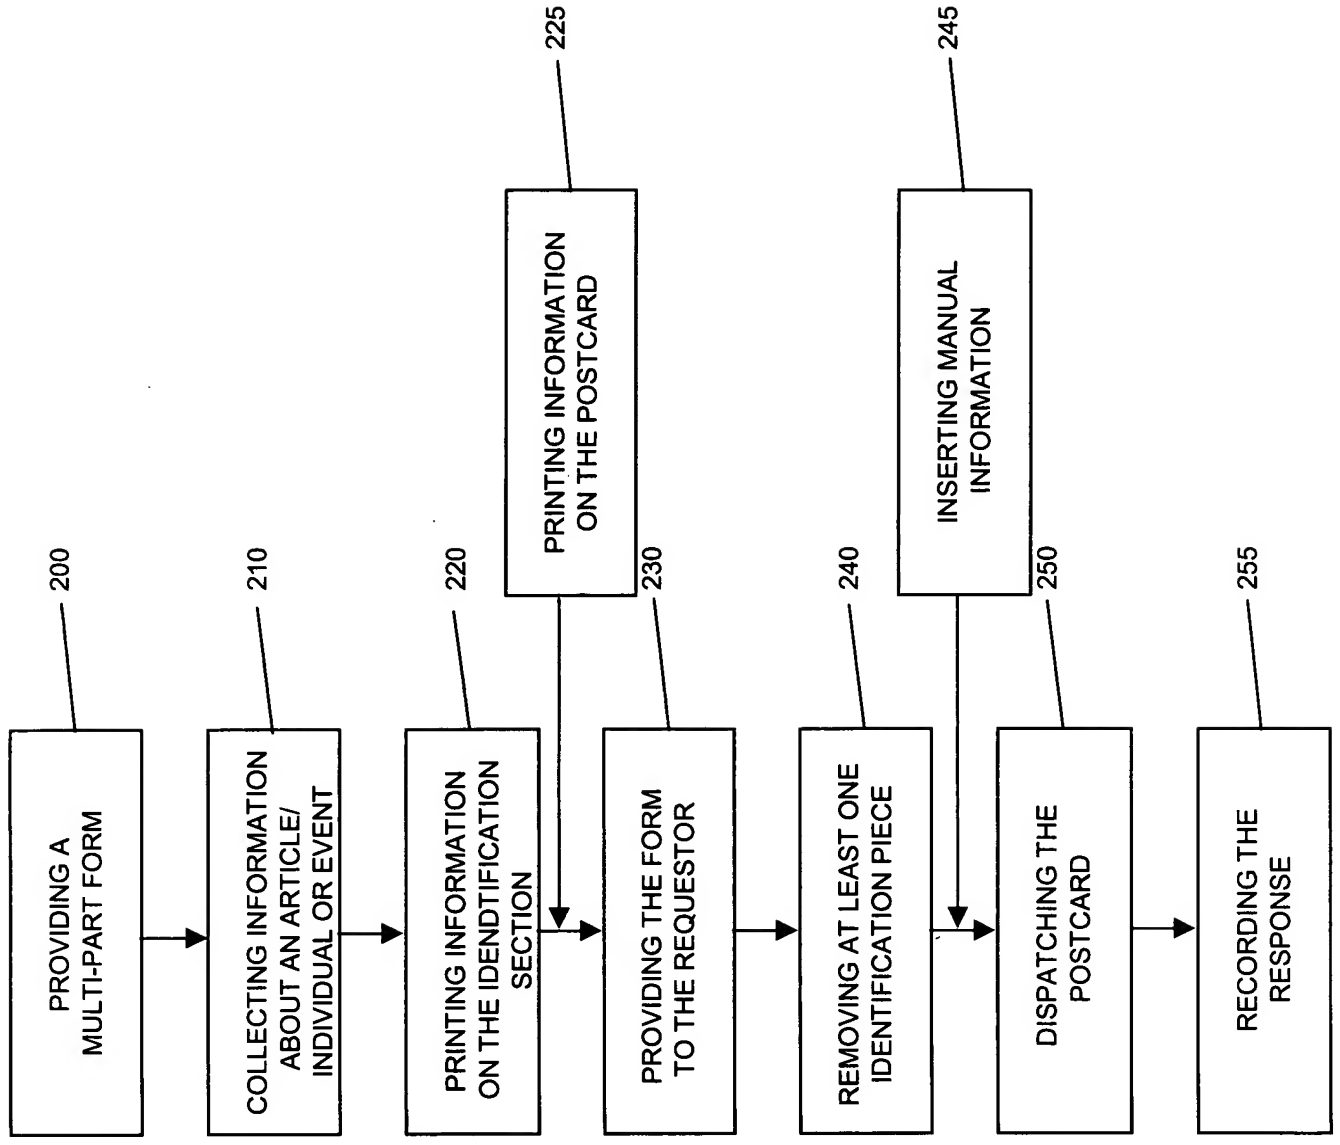 PROVIDING A
MULTI-PART FORM
200
COLLECTING INFORMATION
ABOUT AN ARTICLE/
INDIVIDUAL OR EVENT
210
PRINTING INFORMATION
ON THE IDENDTIFICATION
SECTION
220
PRINTING INFORMATION
ON THE POSTCARD
225
PROVIDING THE FORM
TO THE REQUESTOR
230
REMOVING AT LEAST ONE
IDENTIFICATION PIECE
240
INSERTING MANUAL
INFORMATION
245
DISPATCHING THE
POSTCARD
250
RECORDING THE
RESPONSE
255